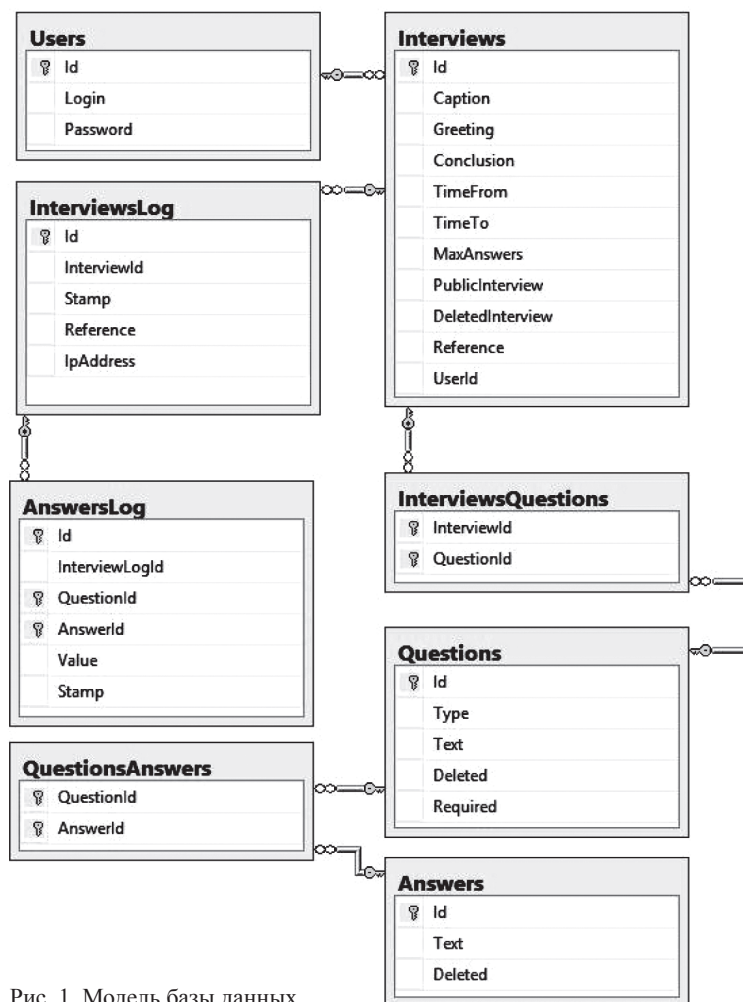 Users
Id
Login
Password
InterviewsLog
Id
InterviewId
Stamp
Reference
IpAddress
AnswersLog
Id
InterviewLogId
QuestionId
AnswerId
Value
Stamp
QuestionsAnswers
QuestionId
AnswerId
Interviews
Id
Caption
Greeting
Conclusion
TimeFrom
TimeTo
MaxAnswers
PublicInterview
DeletedInterview
Reference
UserId
InterviewsQuestions
InterviewId
QuestionId
Questions
Id
Type
Text
Deleted
Required
Answers
Id
Text
Deleted
Рис. 1. Модель базы данных